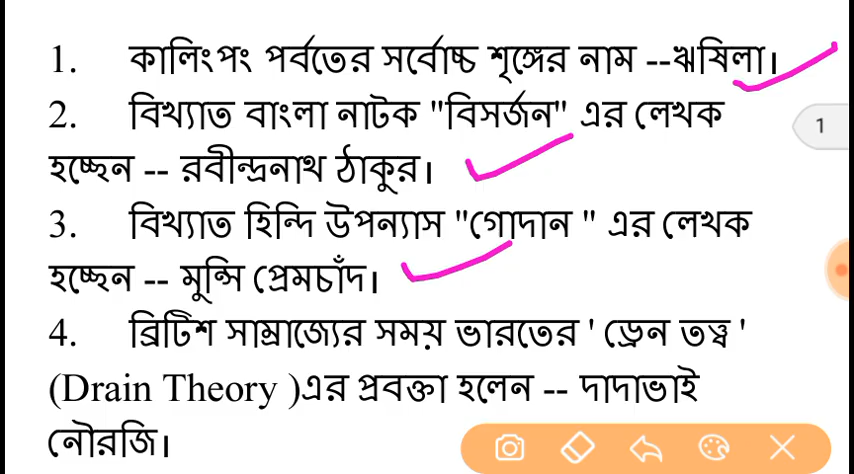 1. কালিংপং পর্বতের সর্বোচ্চ শৃঙ্গের নাম --ঋষিলা।
2. বিখ্যাত বাংলা নাটক "বিসর্জন" এর লেখক
হচ্ছেন -- রবীন্দ্রনাথ ঠাকুর।
3. বিখ্যাত হিন্দি উপন্যাস "গোদান " এর লেখক
হচ্ছেন -- মুন্সি প্রেমচাঁদ।
4. ব্রিটিশ সাম্রাজ্যের সময় ভারতের ' ড্রেন তত্ত্ব '
(Drain Theory )এর প্রবক্তা হলেন -- দাদাভাই
নৌরজি।
1